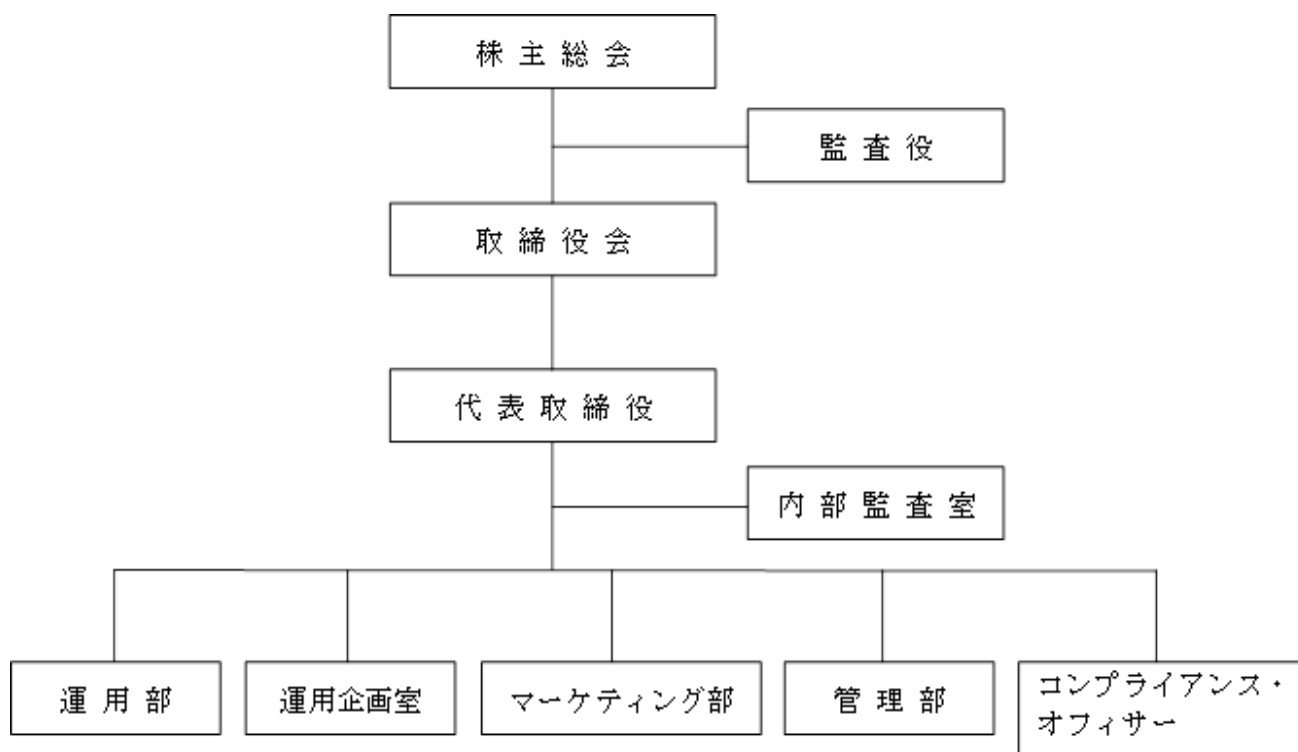 株主総会
監査役
取締役会
代表取締役
内部監査室
運用部
運用企画室
マーケティング部
管理部
コンプライアンス・
オフィサー